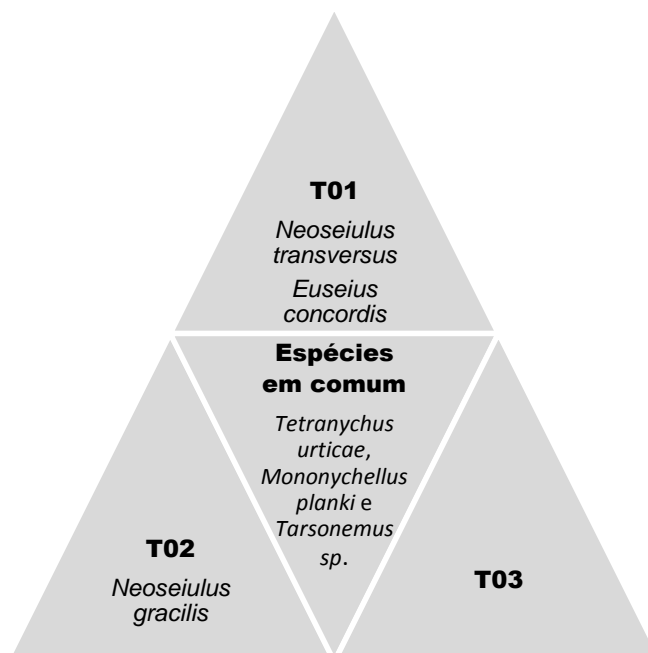 T01
Neoseiulus
transversus
Euseius
concordis
Espécies
em comum
Tetranychus
urticae,
Mononychellus
planki e
Tarsonemus
sp.
T02
Neoseiulus
gracilis
T03